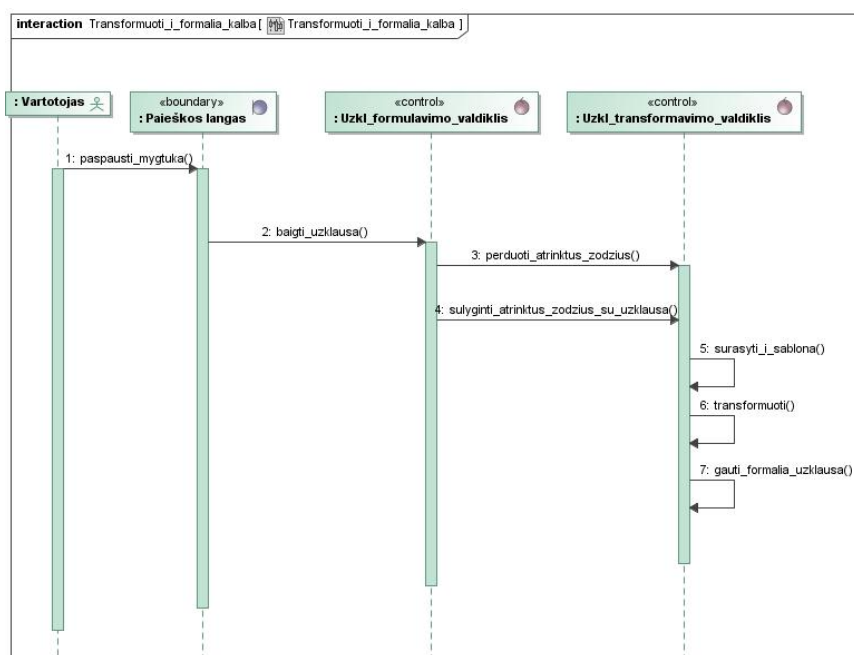 interaction Transformuoti_i_formalia_kalba[ Transformuoti_i_formalia_kalba ]
: Vartotojas
«boundary»
: Paieškos langas
«control»
: Uzkl_formulavimo_valdiklis
«control»
: Uzkl_transformavimo_valdiklis
1: paspausti_mygtuka()
2: baigti_uzklausa()
3: perduoti_atrinktus_zodzius()
4: sulyginti_atrinktus_zodzius_su_uzklausa()
5: surasyti_i_sablona()
6: transformuoti()
7: gauti_formalia_uzklausa()